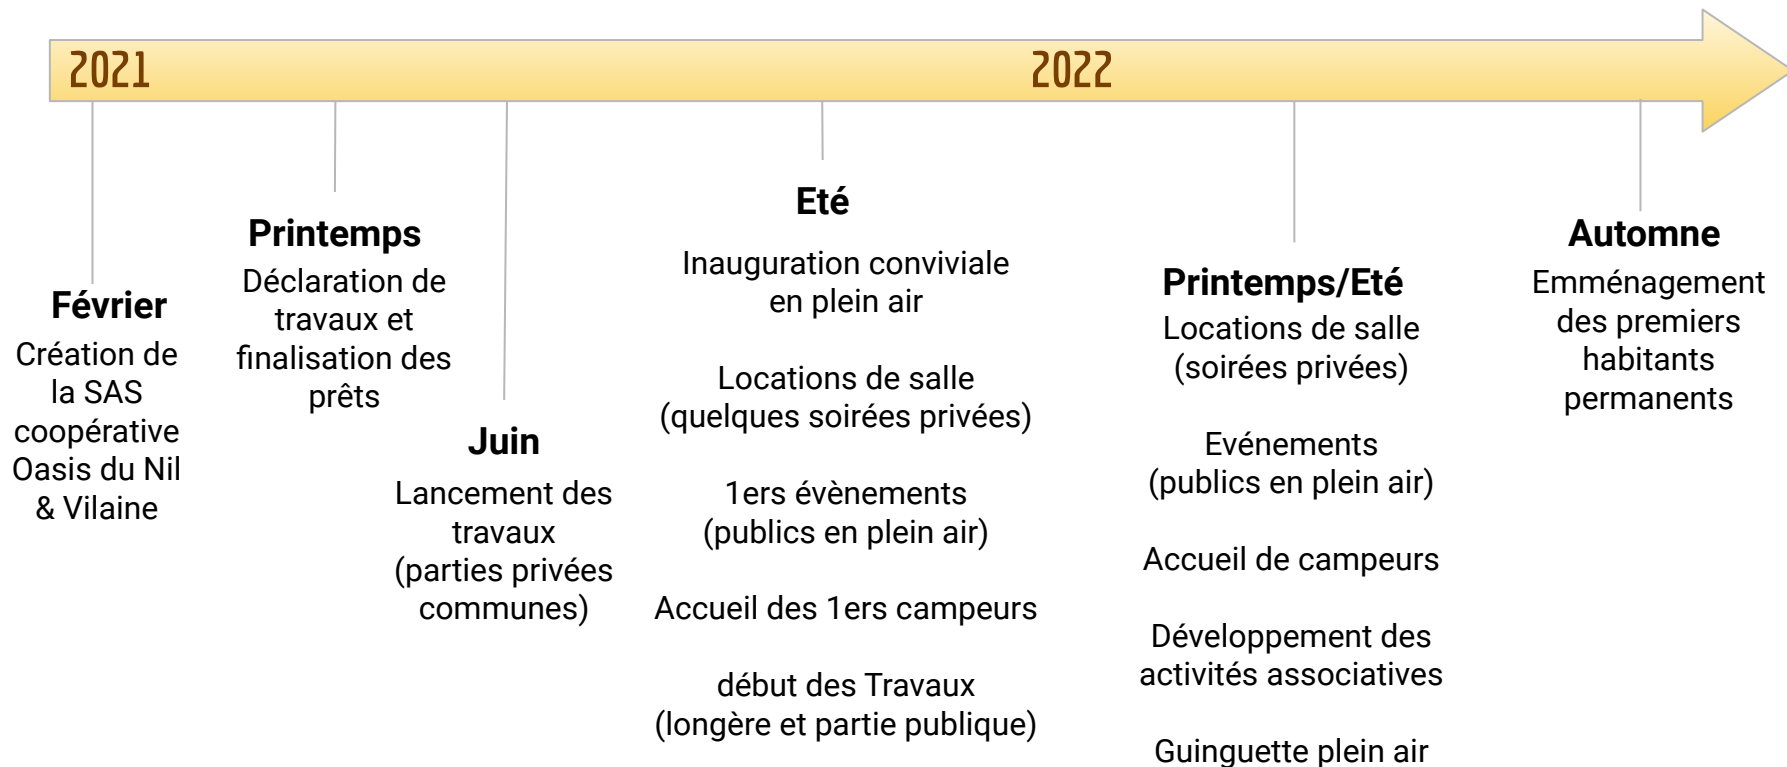 2021
2022
Février
Création de
la SAS
coopérative
Oasis du Nil
& Vilaine
Printemps
Déclaration de
travaux et
finalisation des
prêts
Juin
Lancement des
travaux
(parties privées
communes)
Eté
Inauguration conviviale
en plein air
Locations de salle
(quelques soirées privées)
1ers évènements
(publics en plein air)
Accueil des 1ers campeurs
début des Travaux
(longère et partie publique)
Printemps/Eté
Locations de salle
(soirées privées)
Evénements
(publics en plein air)
Accueil de campeurs
Développement des
activités associatives
Guinguette plein air
Automne
Emménagement
des premiers
habitants
permanents